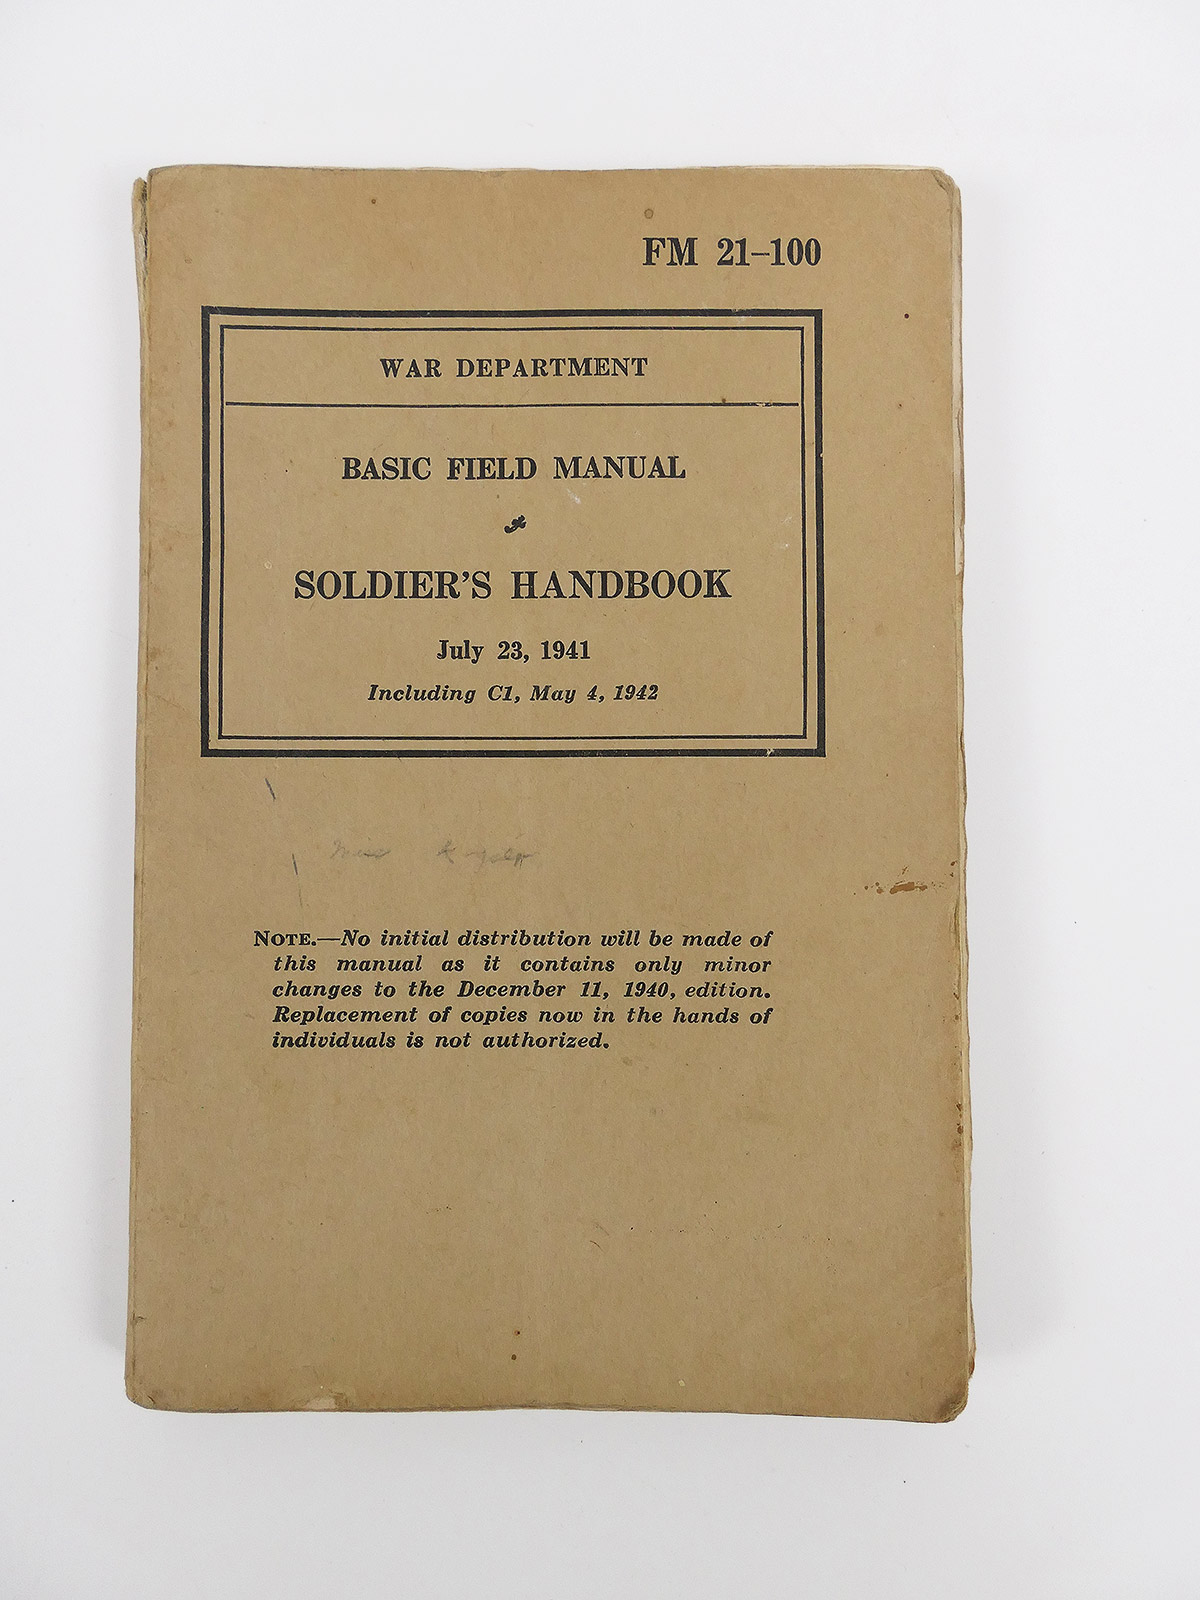 FM 21–100
WAR DEPARTMENT
BASIC FIELD MANUAL
SOLDIER'S HANDBOOK
July 23, 1941
Including C1, May 4, 1942
NOTE.—No initial distribution will be made of
this manual as it contains only minor
changes to the December 11, 1940, edition.
Replacement of copies now in the hands of
individuals is not authorized.